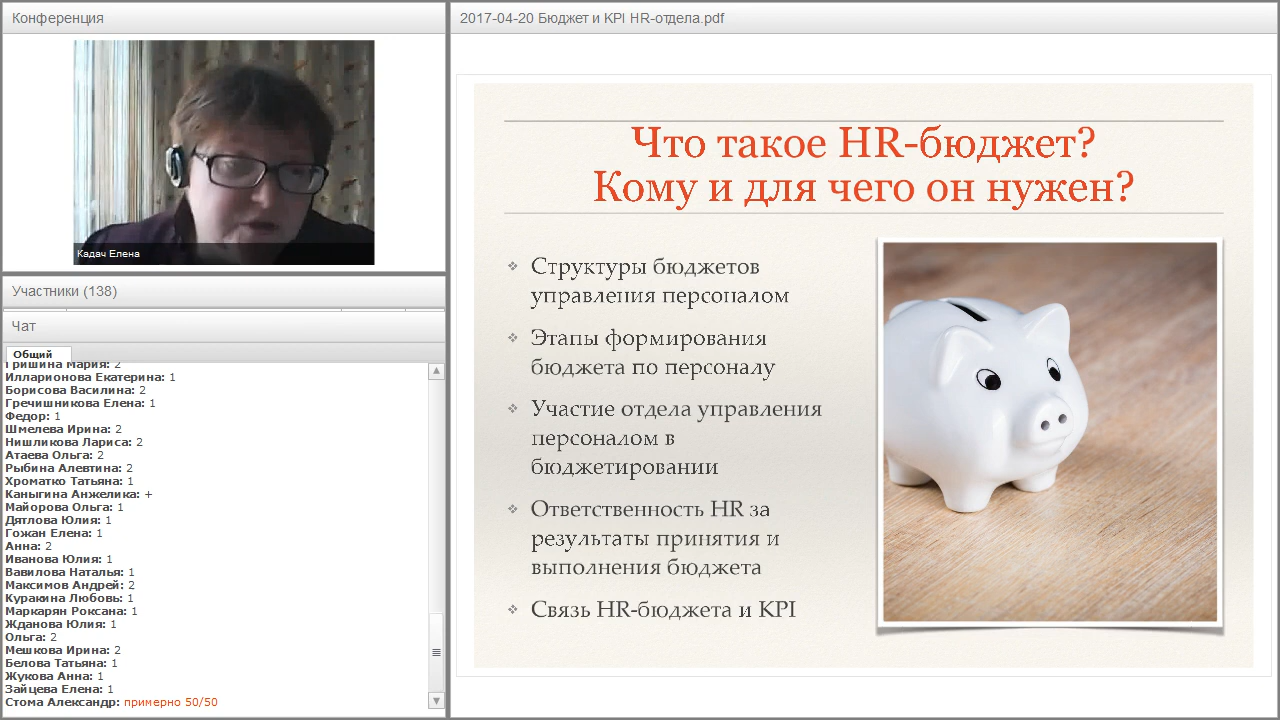 Конференция
Кадач Елена
Участники (138)
Чат
Общий
Гришина Мария: 2
Илларионова Екатерина: 1
Борисова Василина: 2
Гречишникова Елена: 1
Федор: 1
Шмелева Ирина: 2
Нишликова Лариса: 2
Атаева Ольга: 2
Рыбина Алевтина: 2
Хроматко Татьяна: 1
Каныгина Анжелика: +
Майорова Ольга: 1
Дятлова Юлия: 1
Гожан Елена: 1
Анна: 2
Иванова Юлия: 1
Вавилова Наталья: 1
Максимов Андрей: 2
Куракина Любовь: 1
Маркарян Роксана: 1
Жданова Юлия: 1
Ольга: 2
Мешкова Ирина: 2
Белова Татьяна: 1
Жукова Анна: 1
Зайцева Елена: 1
Стома Александр: примерно 50/50
2017-04-20 Бюджет и KPI HR-отдела.pdf
Что такое HR-бюджет?
Кому и для чего он нужен?
Структуры бюджетов
управления персоналом
Этапы формирования
бюджета по персоналу
Участие отдела управления
персоналом в
бюджетировании
Ответственность HR за
результаты принятия и
выполнения бюджета
Связь HR-бюджета и KPI